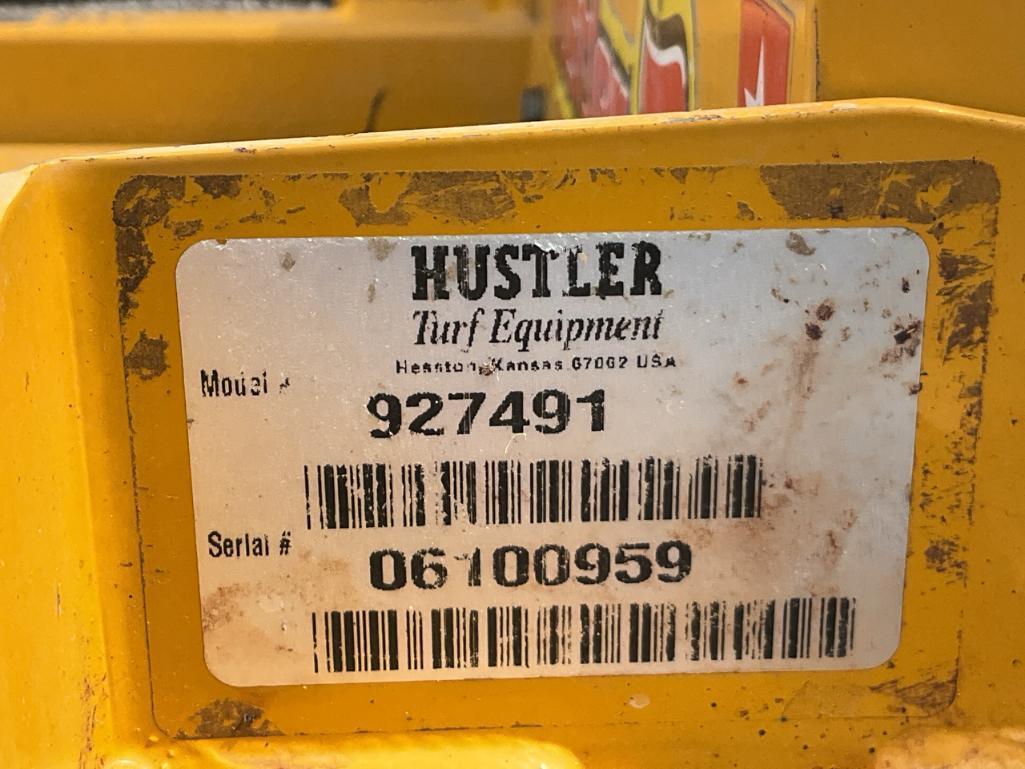 HUSTLER
Turf Equipment
Hesston, Kansas 67062 USA
Model #
927491
Serial #
06100959